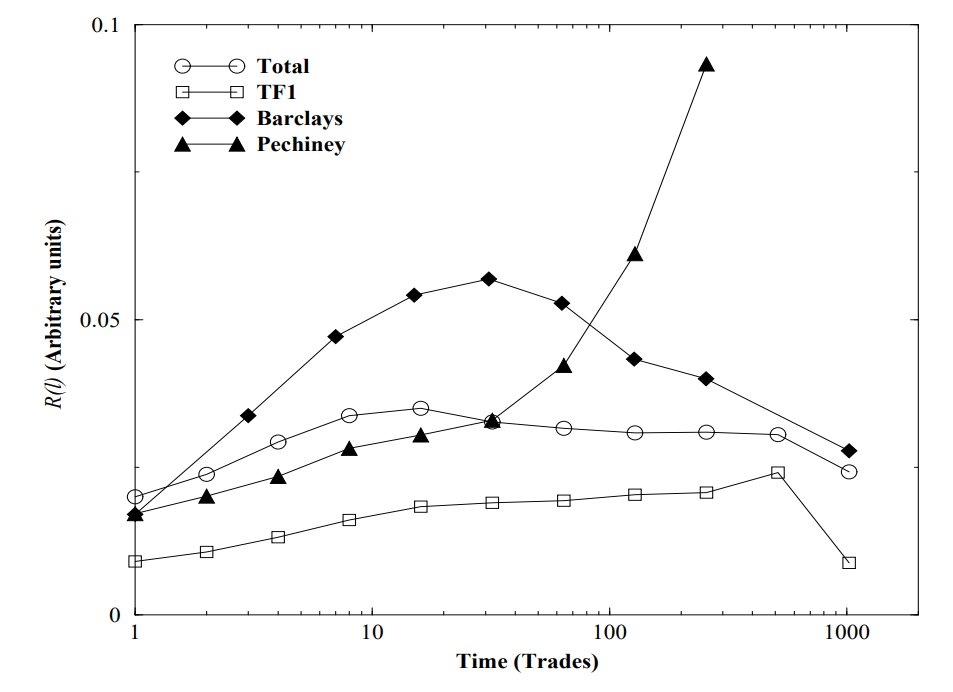 0.1
Total
TF1
Barclays
Pechiney
R(l) (Arbitrary units)
0.05
0
1
10
100
1000
Time (Trades)